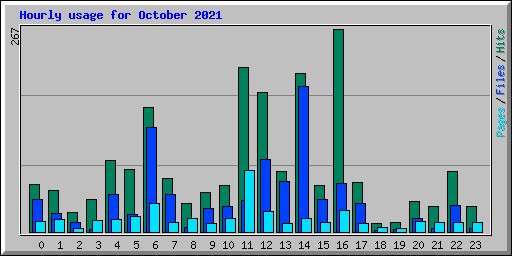 Hourly usage for October 2021
267
Pages / Files / Hits
0 1 2 3 4 5 6 7 8 9 10 11 12 13 14 15 16 17 18 19 20 21 22 23